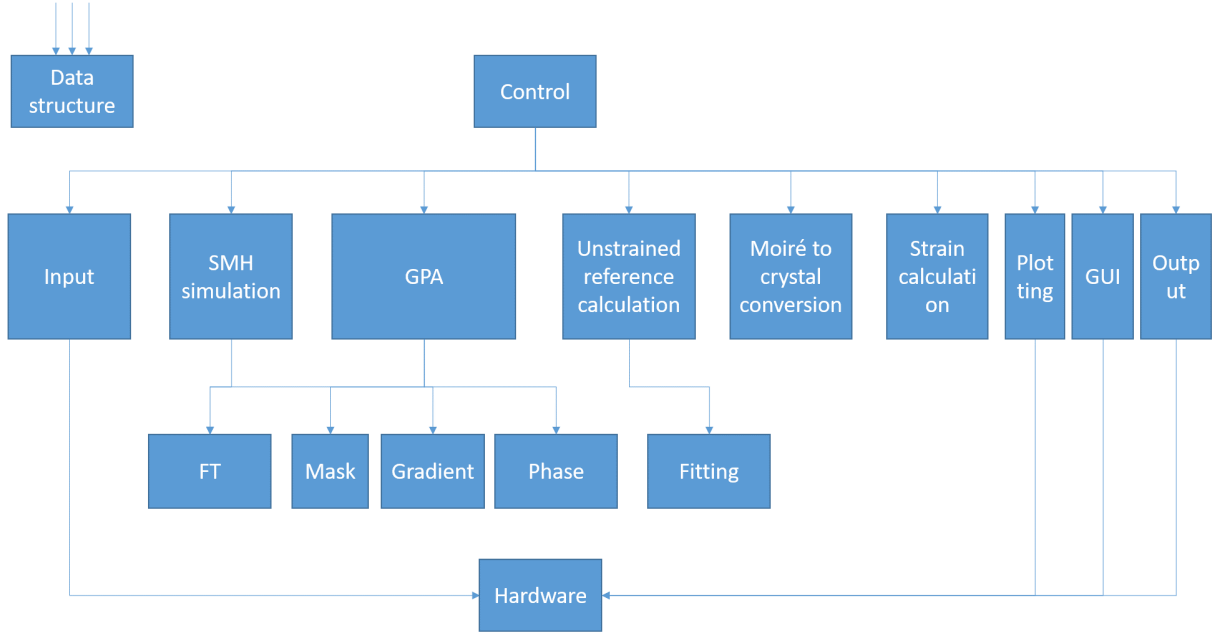 Data
structure
Control
Input
SMH
simulation
GPA
Unstrained
reference
calculation
Moiré to
crystal
conversion
Strain
calculati
on
Plot
ting
GUI
Outp
ut
FT
Mask
Gradient
Phase
Fitting
Hardware